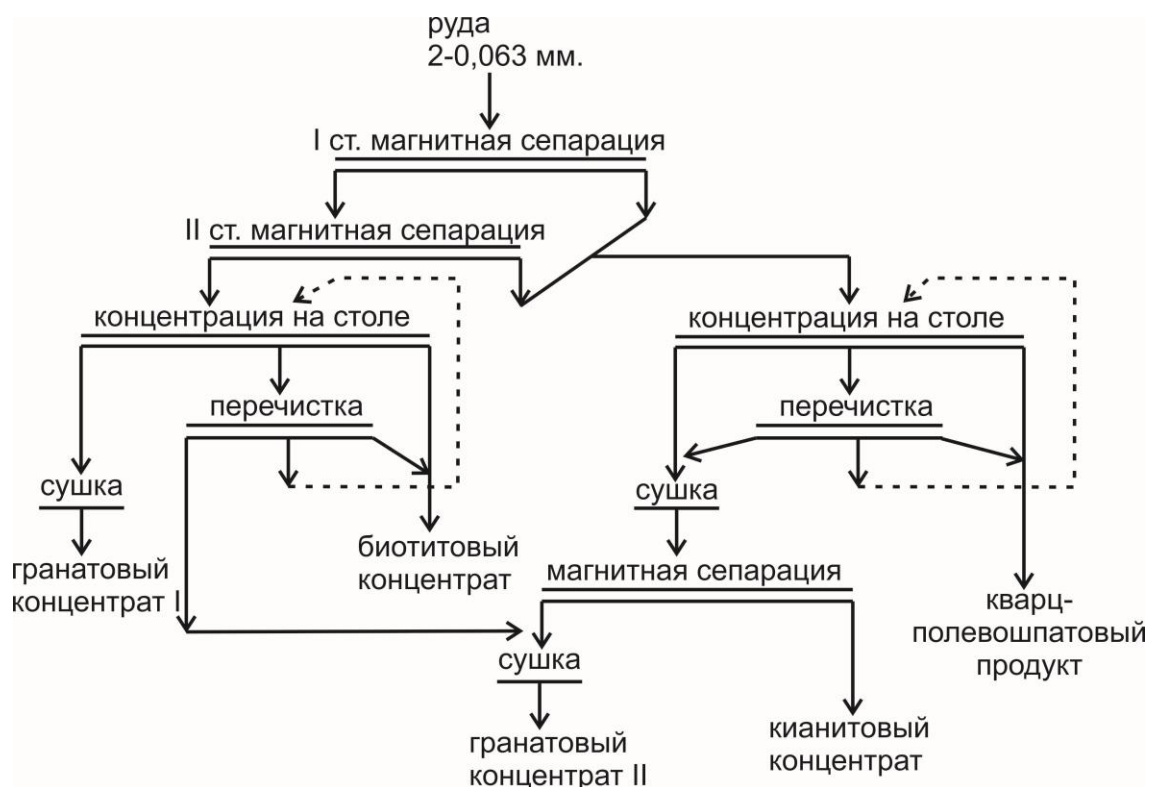 руда
2-0,063 мм.
I ст. магнитная сепарация
II ст. магнитная сепарация
концентрация на столе
концентрация на столе
перечистка
перечистка
сушка
сушка
гранатовый
концентрат I
биотитовый
концентрат
магнитная сепарация
кварц-
полевошпатовый
продукт
сушка
гранатовый
концентрат II
кианитовый
концентрат